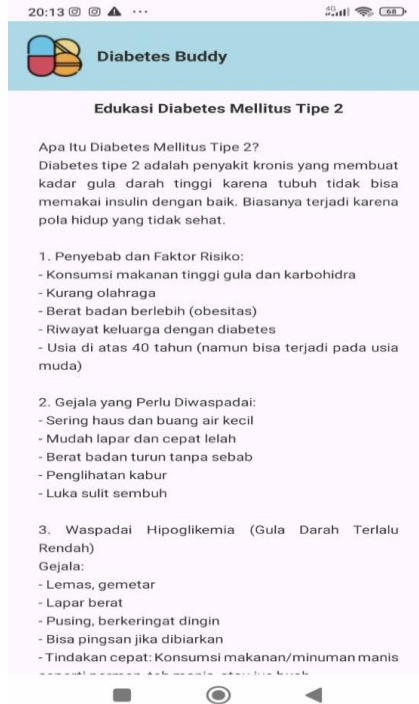 20:13
4G
68
Diabetes Buddy
Edukasi Diabetes Mellitus Tipe 2
Apa Itu Diabetes Mellitus Tipe 2?
Diabetes tipe 2 adalah penyakit kronis yang membuat
kadar gula darah tinggi karena tubuh tidak bisa
memakai insulin dengan baik. Biasanya terjadi karena
pola hidup yang tidak sehat.
1. Penyebab dan Faktor Risiko:
- Konsumsi makanan tinggi gula dan karbohidra
- Kurang olahraga
- Berat badan berlebih (obesitas)
- Riwayat keluarga dengan diabetes
- Usia di atas 40 tahun (namun bisa terjadi pada usia
muda)
2. Gejala yang Perlu Diwaspadai:
- Sering haus dan buang air kecil
- Mudah lapar dan cepat lelah
- Berat badan turun tanpa sebab
- Penglihatan kabur
- Luka sulit sembuh
3. Waspadai Hipoglikemia (Gula Darah Terlalu
Rendah)
Gejala:
- Lemas, gemetar
- Lapar berat
- Pusing, berkeringat dingin
- Bisa pingsan jika dibiarkan
- Tindakan cepat: Konsumsi makanan/minuman manis